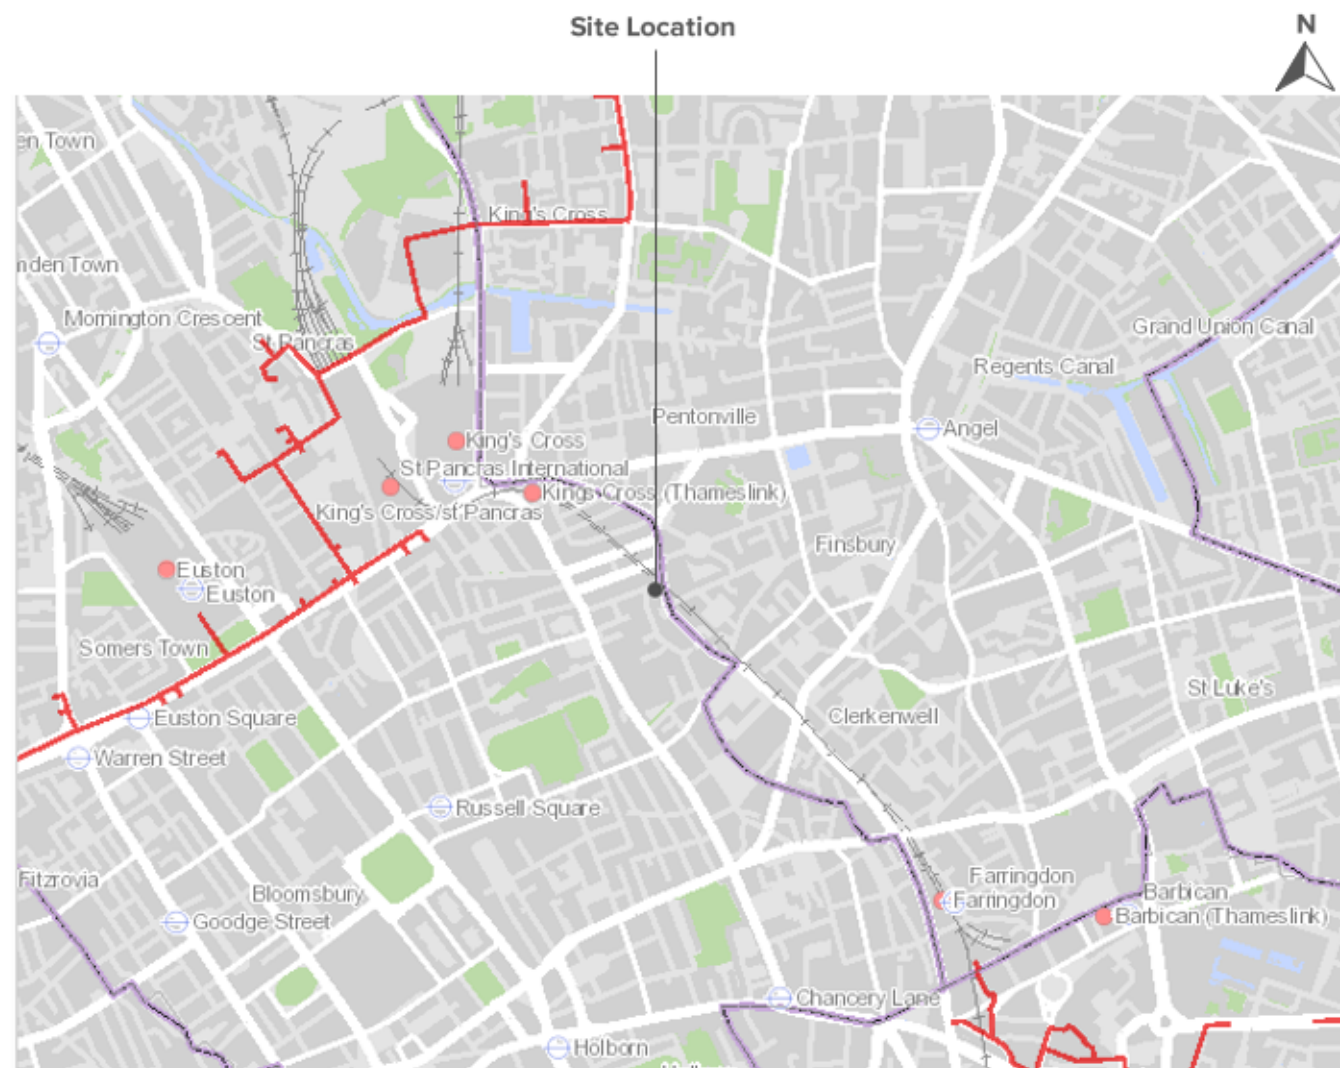 Site Location
N
en Town
King's Cross
mden Town
Mornington Crescent
Grand Union Canal
St Pancras
Regents Canal
Pentonville
Angel
King's Cross
St Pancras International
Kings Cross (Thameslink)
King's Cross/st Pancras
Finsbury
Euston
Euston
Somers Town
St Luke's
Euston Square
Clerkenwell
Warren Street
Russell Square
Fitzrovia
Farringdon
Bloomsbury
Barbican
Farringdon
Barbican (Thameslink)
Goodge Street
Chancery Lane
Holborn